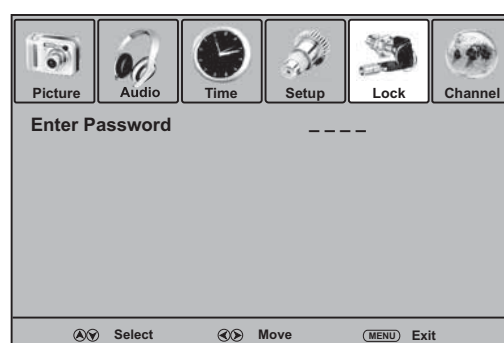 Picture Audio Time Setup Lock Channel
Enter Password _ _ _ _
Select Move MENU Exit